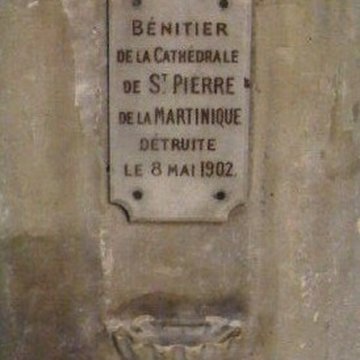 BÉNITIER
DE LA CATHÉDRALE
DE ST PIERRE
DE LA MARTINIQUE
DÉTRUITE
LE 8 MAI 1902.